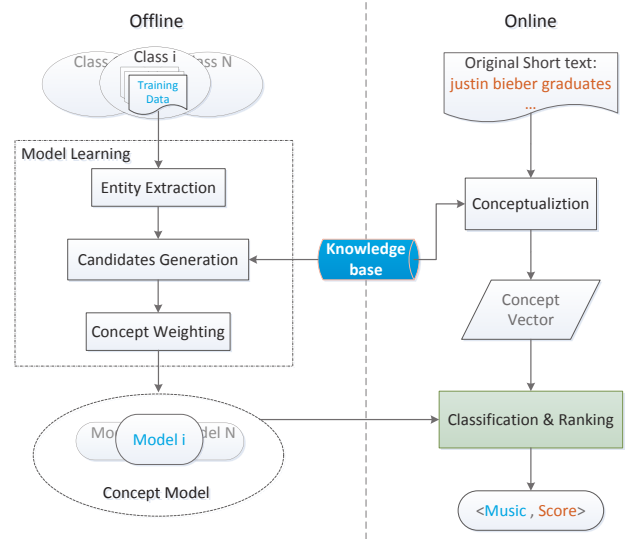 Offline
Online
Class i
Class
ass N
Training
Data
Original Short text:
justin bieber graduates
...
Model Learning
Entity Extraction
Conceptualiztion
Knowledge
base
Candidates Generation
Concept
Vector
Concept Weighting
Mo
Model i
del N
Classification & Ranking
Concept Model
<Music , Score>